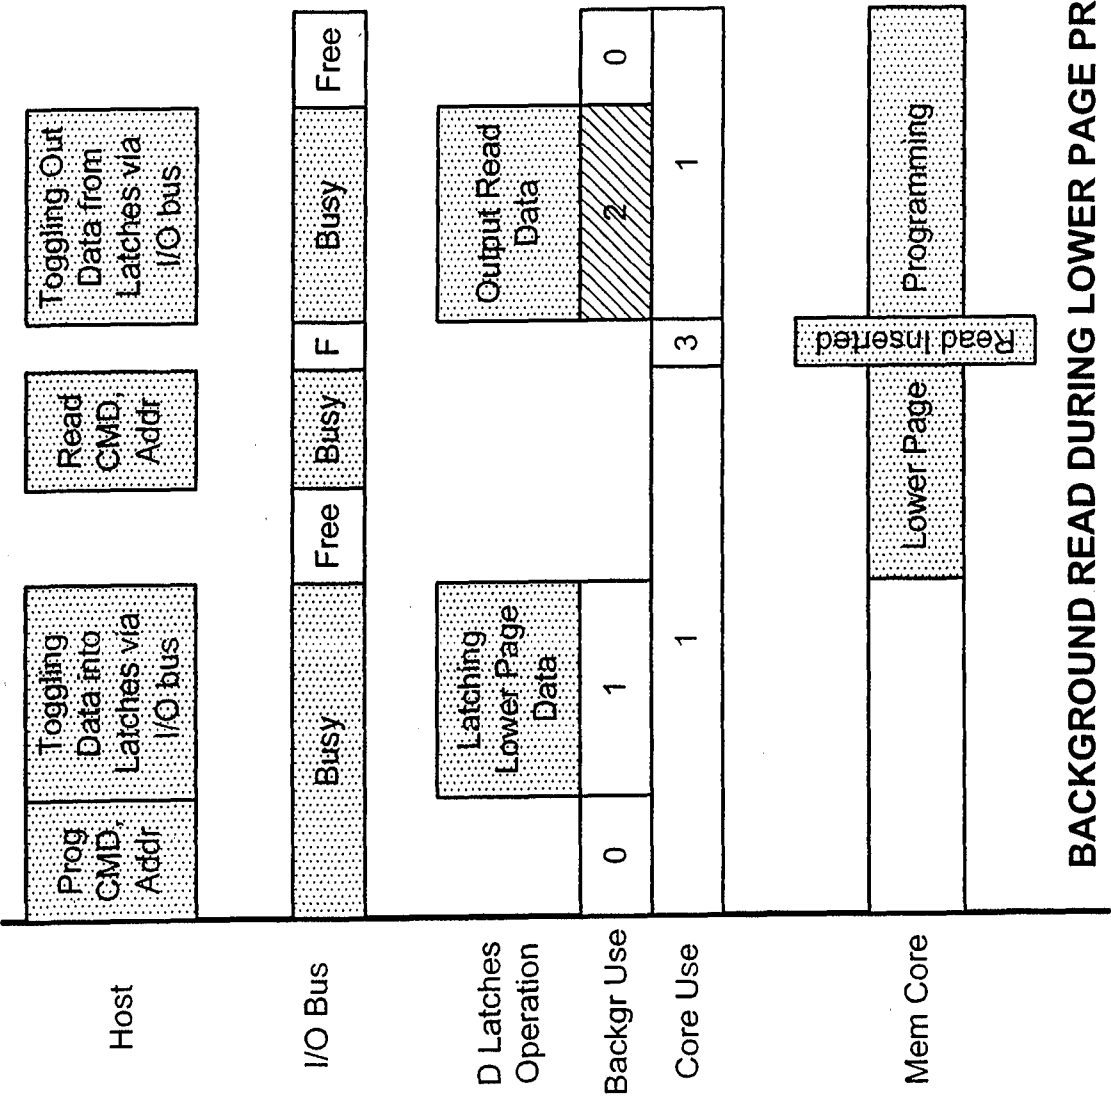 Host
Prog
CMD,
Addr
Toggling
Data into
Latches via
I/O bus
Read
CMD,
Addr
Toggling Out
Data from
Latches via
I/O bus
I/O Bus
Busy
Free
Busy
F
Busy
Free
D Latches
Operation
Latching
Lower Page
Data
Output Read
Data
Backgr Use
0
1
2
0
Core Use
1
3
1
Mem Core
Lower Page
Read Inserted
Programming
BACKGROUND READ DURING LOWER PAGE PR